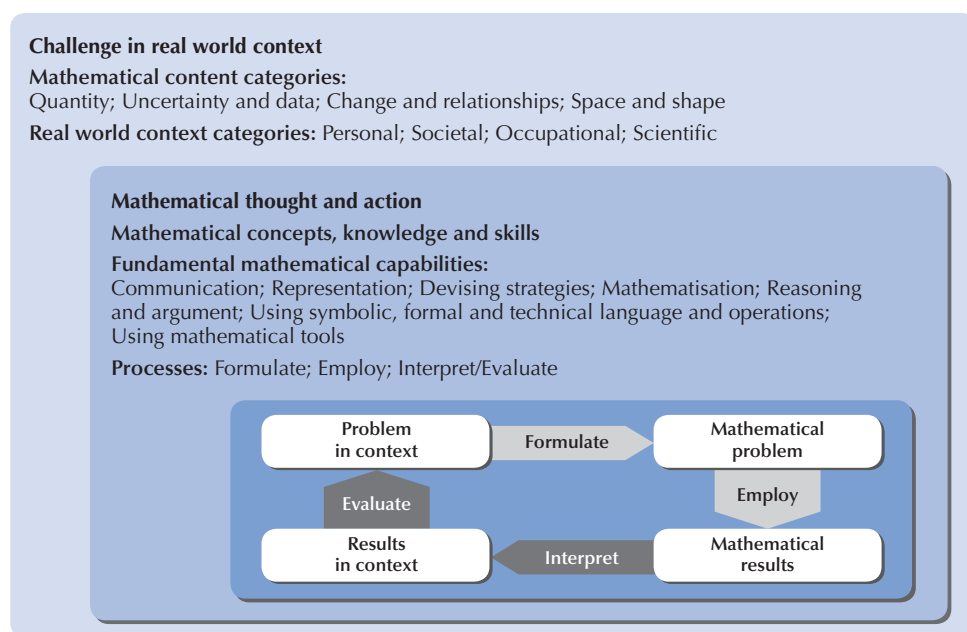 Challenge in real world context
Mathematical content categories:
Quantity; Uncertainty and data; Change and relationships; Space and shape
Real world context categories: Personal; Societal; Occupational; Scientific
Mathematical thought and action
Mathematical concepts, knowledge and skills
Fundamental mathematical capabilities:
Communication; Representation; Devising strategies; Mathematisation; Reasoning
and argument; Using symbolic, formal and technical language and operations;
Using mathematical tools
Processes: Formulate; Employ; Interpret/Evaluate
Problem
in context
Formulate
Mathematical
problem
Evaluate
Employ
Results
in context
Interpret
Mathematical
results